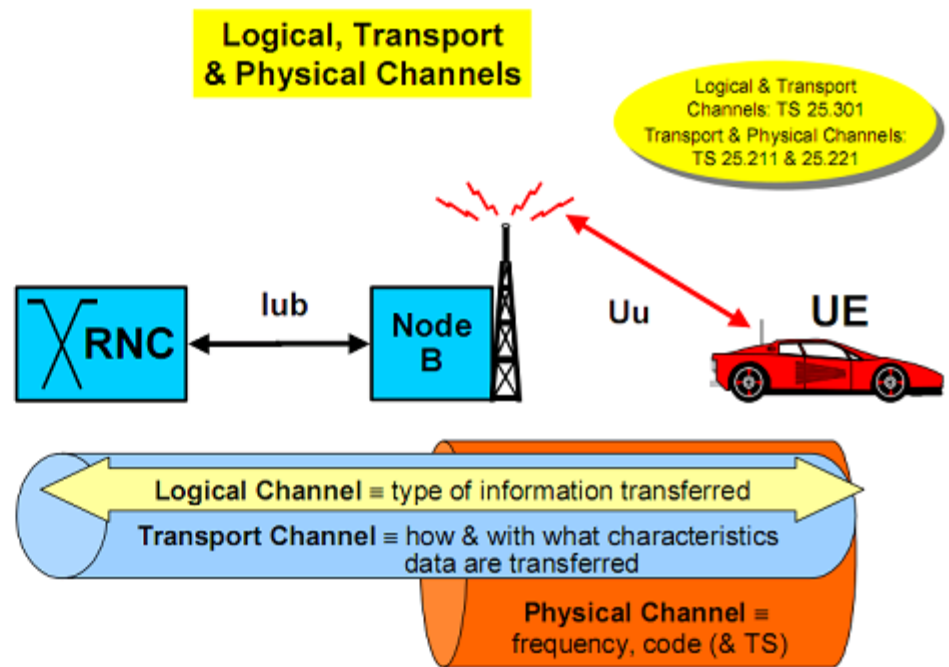 Logical, Transport
& Physical Channels
Logical & Transport
Channels: TS 25.301
Transport & Physical Channels:
TS 25.211 & 25.221
RNC
Iub
Node
B
Uu
UE
Logical Channel ≡ type of information transferred
Transport Channel ≡ how & with what characteristics
data are transferred
Physical Channel ≡
frequency, code (& TS)